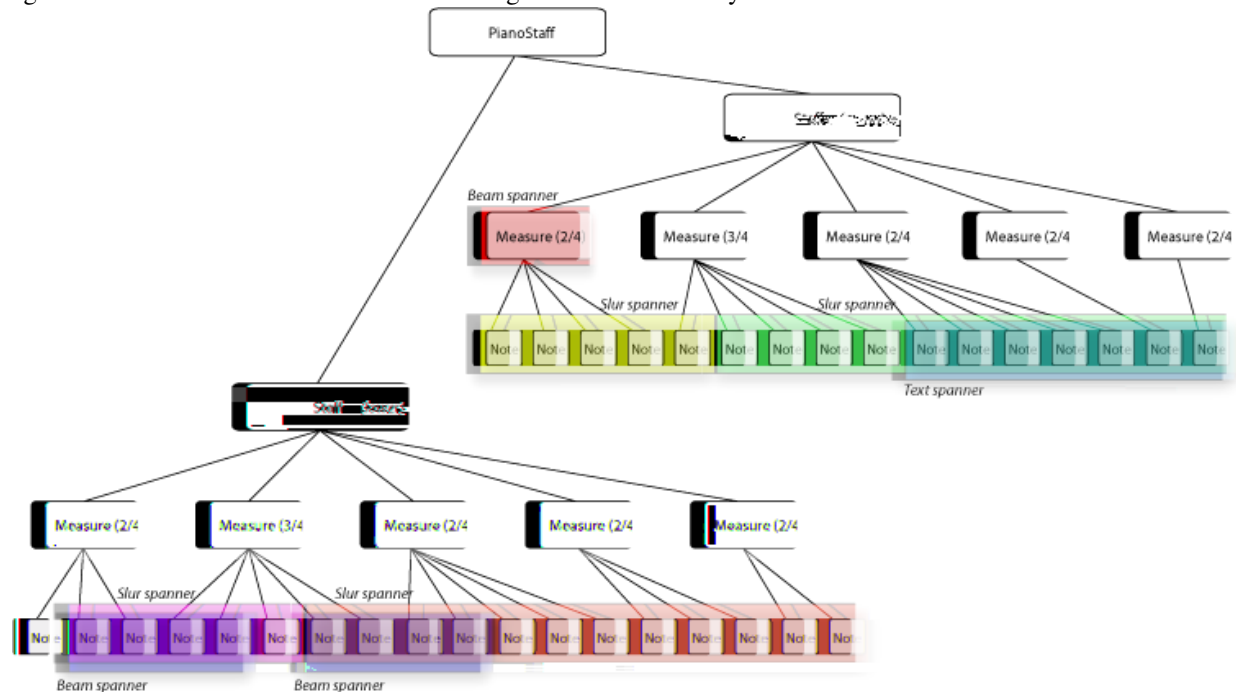 PianoStaff
Beam spanner
Measure (2/4) Measure (3/4 Measure (2/4 Measure (2/4 Measure (2/4
Slur spanner Slur spanner
Note Note Note Note Note Note Note Note Note Note Note Note Note Note Note Note
Text spanner
Measure (2/4 Measure (3/4 Measure (2/4 Measure (2/4 Measure (2/4
Slur spanner Slur spanner
Note Note Note Note Note Note Note Note Note Note Note Note Note Note Note Note Note Note
Beam spanner Beam spanner